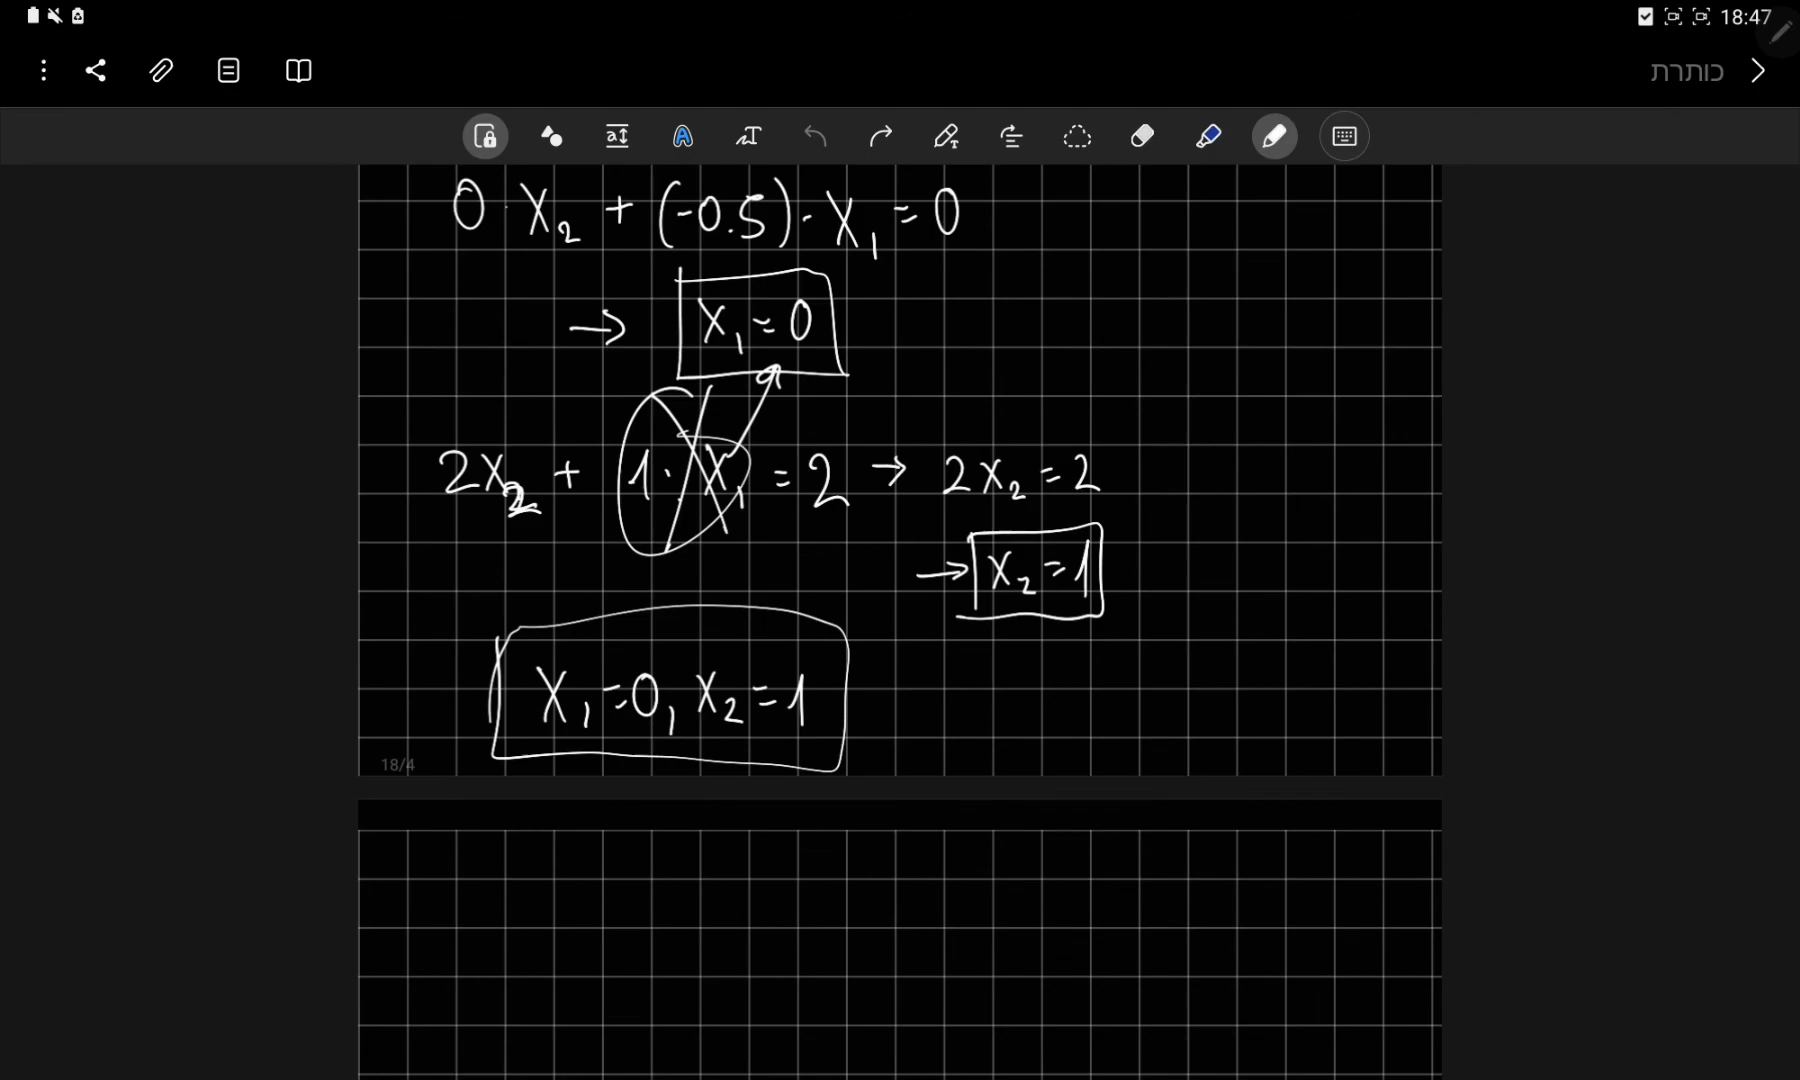 18:47
כותרת
0 · X₂ + (-0.5) · X₁ = 0
→ X₁ = 0
2X₂ + 1 · X₁ = 2 → 2X₂ = 2
→ X₂ = 1
X₁ = 0, X₂ = 1
18/4